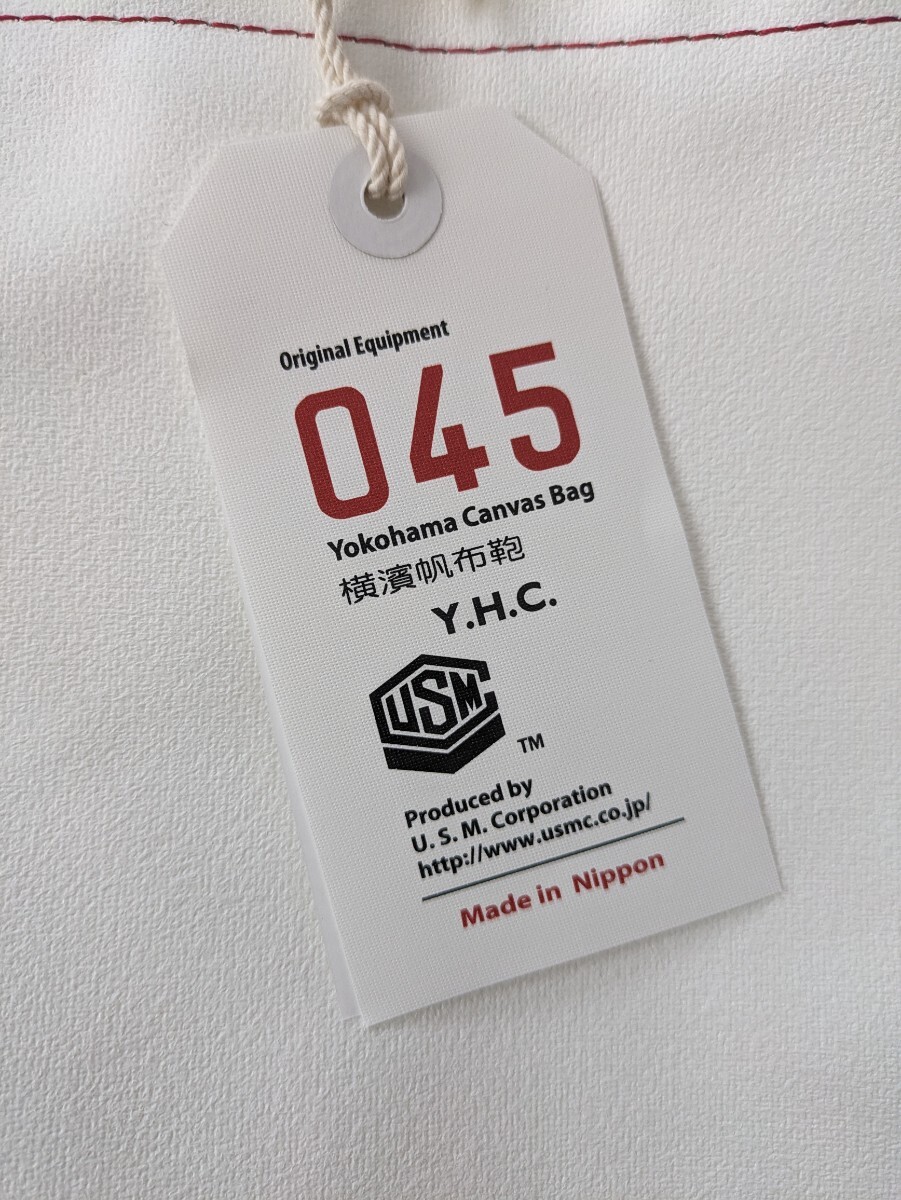 Original Equipment
045
Yokohama Canvas Bag
横濱帆布鞄
Y.H.C.
USMC
TM
Produced by
U. S. M. Corporation
http://www.usmc.co.jp/
Made in Nippon